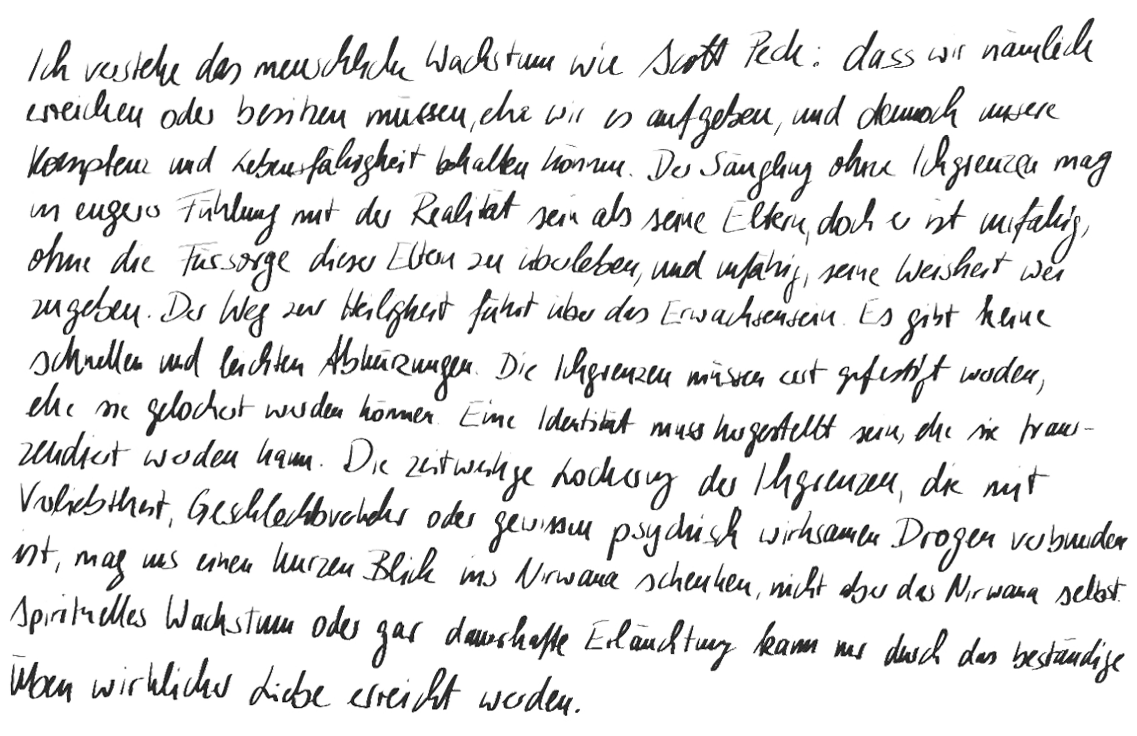 Ich verstehe das menschliche Wachstum wie Scott Peck: dass wir nämlich
erreichen oder besitzen müssen, ehe wir es aufgeben, und dennoch unsere
Kompetenz und Lebensfähigkeit behalten können. Der Säugling ohne Ichgrenzen mag
in engerer Fühlung mit der Realität sein als seine Eltern, doch er ist unfähig,
ohne die Fürsorge dieser Eltern zu überleben, und unfähig, seine Weisheit wei
zugeben. Der Weg zur Heiligkeit führt über das Erwachsensein. Es gibt keine
schnellen und leichten Abkürzungen. Die Ichgrenzen müssen erst gefestigt werden,
ehe sie gelockert werden können. Eine Identität muss hergestellt sein, ehe sie trans-
zendiert werden kann. Die zeitweilige Lockerung der Ichgrenzen, die mit
Verliebtheit, Geschlechtsverkehr oder gewissen psychisch wirksamen Drogen verbunden
ist, mag uns einen kurzen Blick ins Nirwana schenken, nicht aber das Nirwana selbst.
Spirituelles Wachstum oder gar dauerhafte Erläuchtung kann nur durch das beständige
Üben wirklicher Liebe erreicht werden.